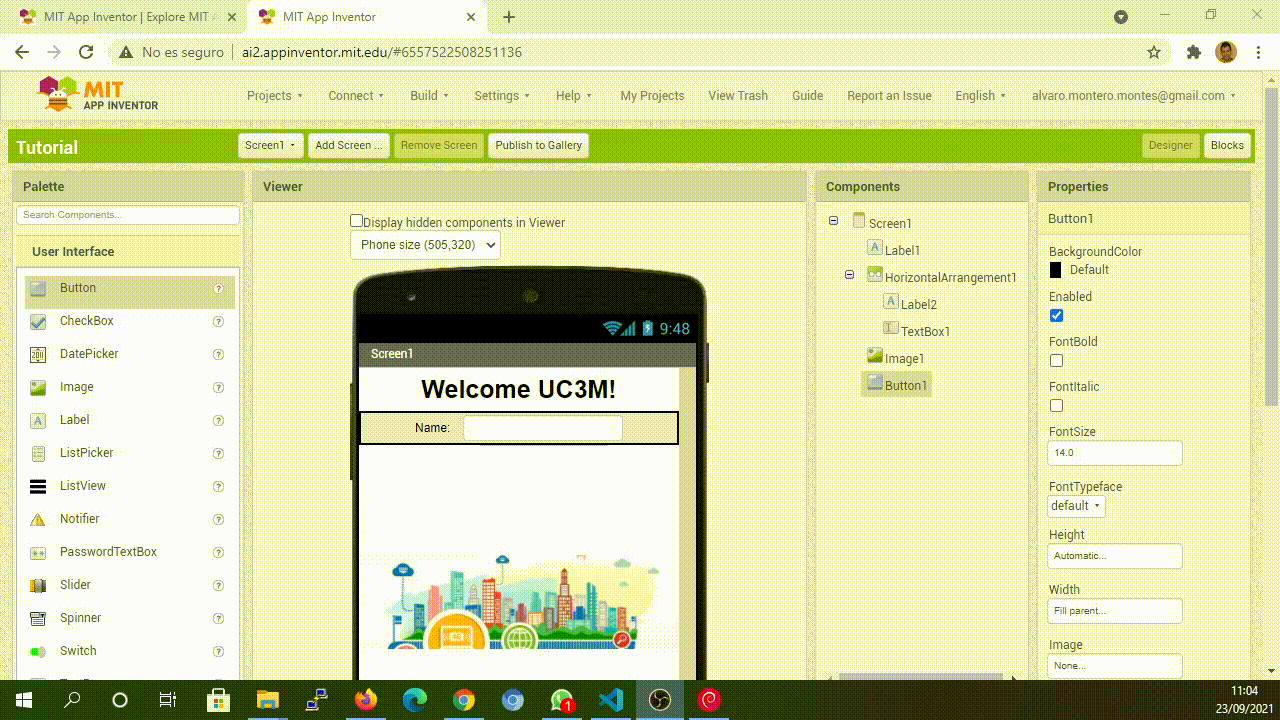 MIT App Inventor | Explore MIT A
MIT App Inventor
No es seguro | ai2.appinventor.mit.edu/#6557522508251136
MIT
APP INVENTOR
Projects
Connect
Build
Settings
Help
My Projects
View Trash
Guide
Report an Issue
English
alvaro.montero.montes@gmail.com
Tutorial
Screen1
Add Screen ...
Remove Screen
Publish to Gallery
Designer
Blocks
Palette
Search Components...
User Interface
Button
CheckBox
DatePicker
Image
Label
ListPicker
ListView
Notifier
PasswordTextBox
Slider
Spinner
Switch
Viewer
Display hidden components in Viewer
Phone size (505,320)
9:48
Screen1
Welcome UC3M!
Name:
Components
Screen1
Label1
HorizontalArrangement1
Label2
TextBox1
Image1
Button1
Properties
Button1
BackgroundColor
Default
Enabled
FontBold
FontItalic
FontSize
14.0
FontTypeface
default
Height
Automatic...
Width
Fill parent...
Image
None...
1
11:04
23/09/2021